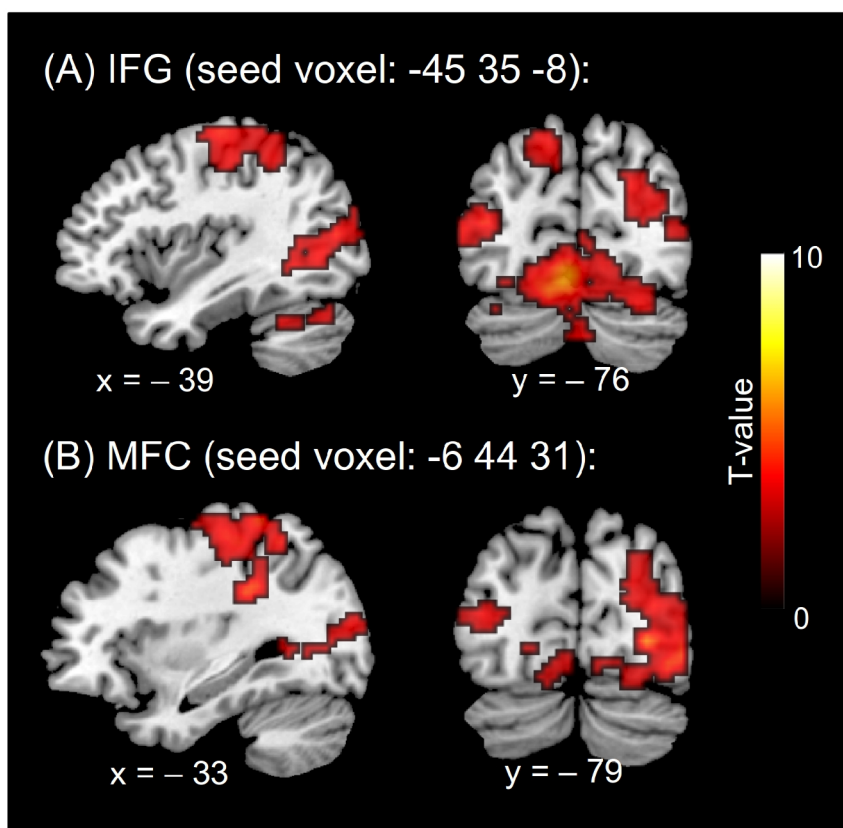 (A) IFG (seed voxel: -45 35 -8):
x = – 39
y = – 76
10
T-value
0
(B) MFC (seed voxel: -6 44 31):
x = – 33
y = – 79